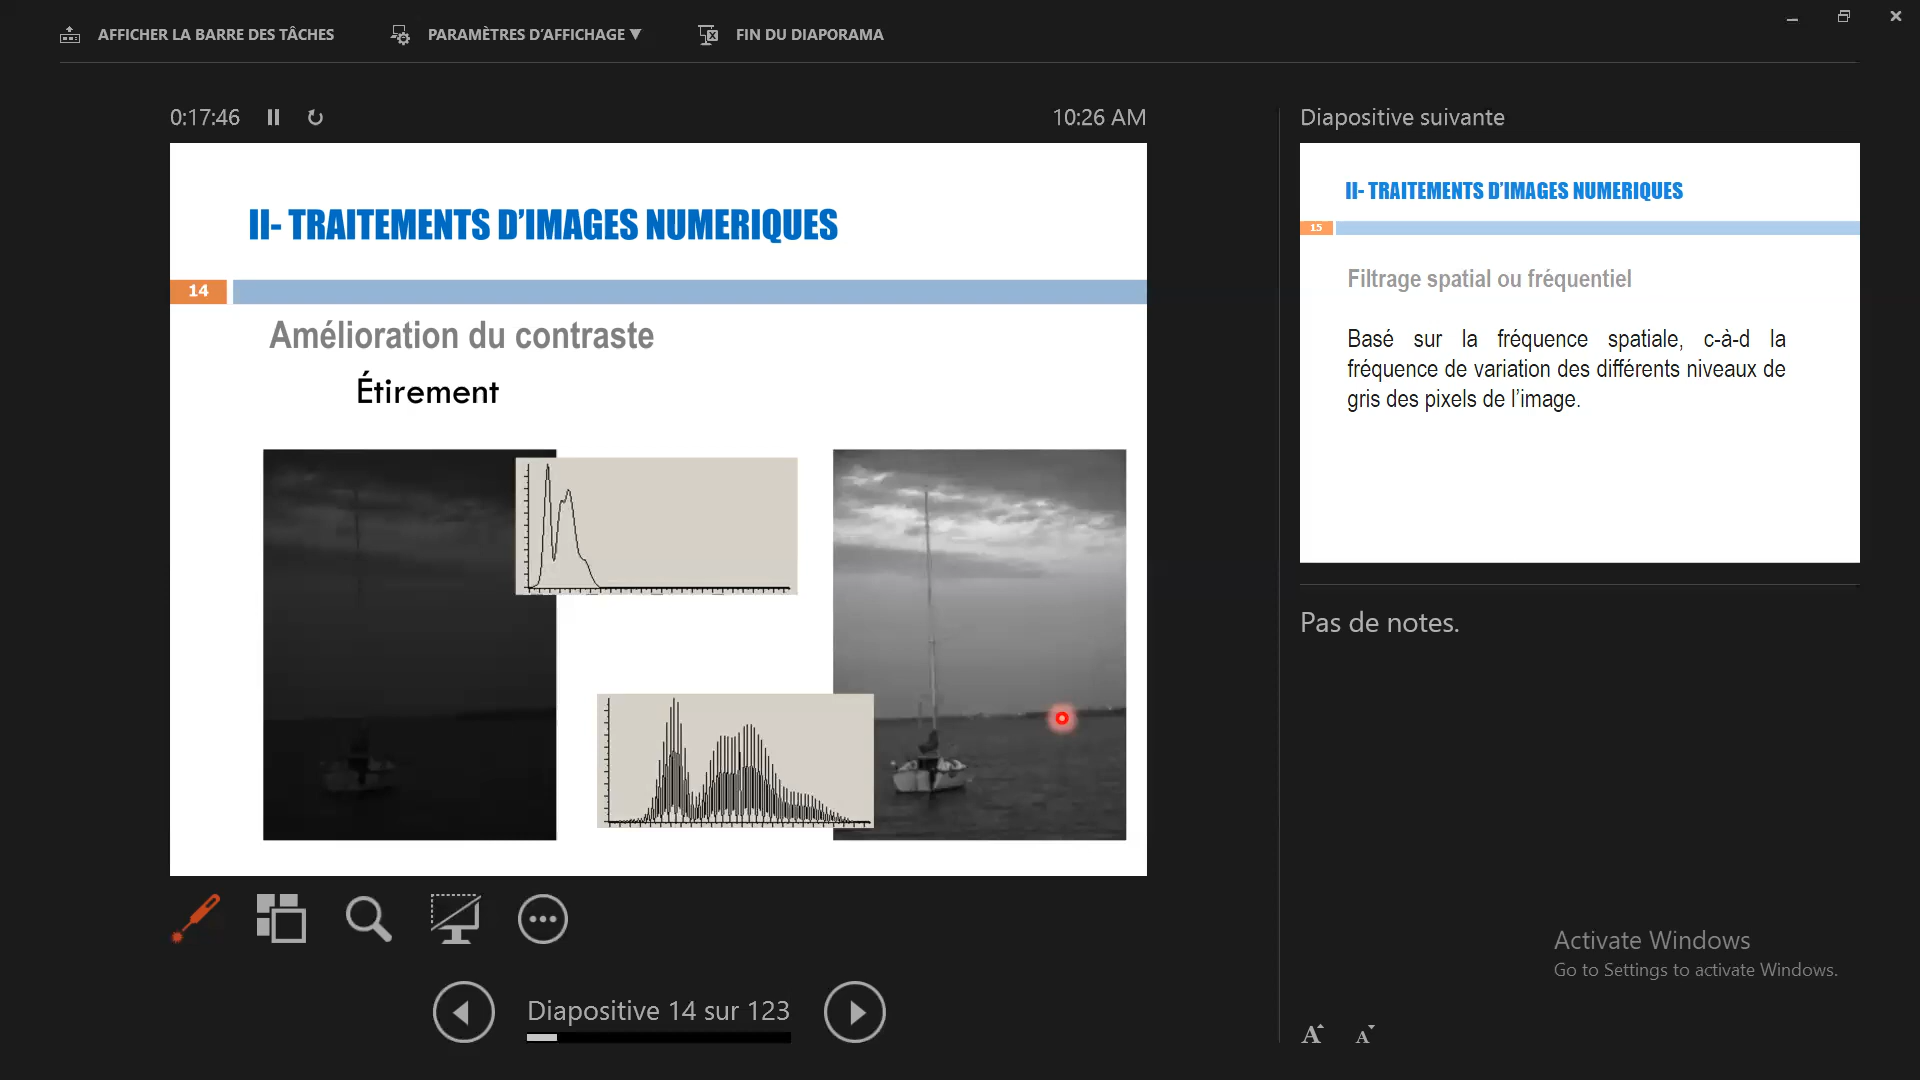 AFFICHER LA BARRE DES TÂCHES
PARAMÈTRES D’AFFICHAGE ▼
FIN DU DIAPORAMA
0:17:46
10:26 AM
II- TRAITEMENTS D’IMAGES NUMERIQUES
14
Amélioration du contraste
Étirement
Diapositive 14 sur 123
Diapositive suivante
II- TRAITEMENTS D’IMAGES NUMERIQUES
15
Filtrage spatial ou fréquentiel
Basé sur la fréquence spatiale, c-à-d la
fréquence de variation des différents niveaux de
gris des pixels de l’image.
Pas de notes.
Activate Windows
Go to Settings to activate Windows.
A A